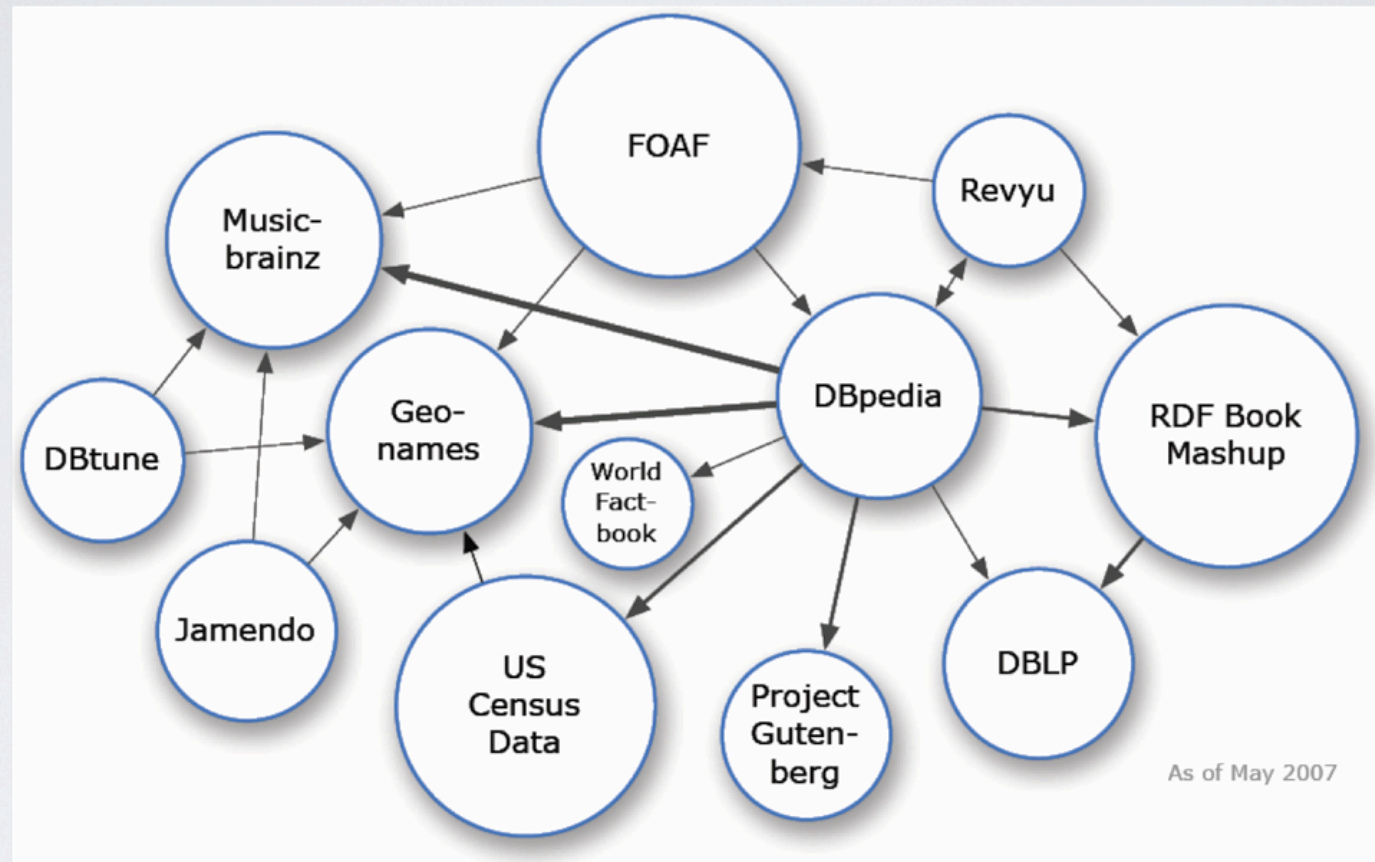 FOAF
Revyu
Music-
brainz
DBpedia
Geo-
names
RDF Book
Mashup
DBtune
World
Fact-
book
Jamendo
US
Census
Data
Project
Guten-
berg
DBLP
As of May 2007